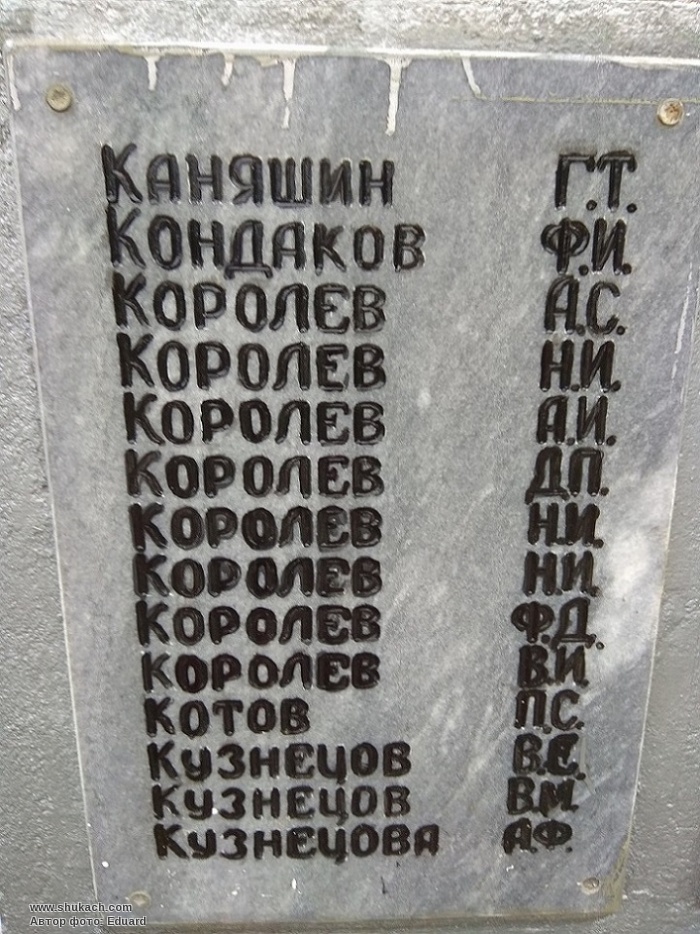 КАНЯШИН Г.Т.
КОНДАКОВ Ф.И.
КОРОЛЕВ А.С.
КОРОЛЕВ Н.И.
КОРОЛЕВ А.И.
КОРОЛЕВ Д.П.
КОРОЛЕВ Н.И.
КОРОЛЕВ Н.И.
КОРОЛЕВ Ф.Д.
КОРОЛЕВ В.И.
КОТОВ П.С.
КУЗНЕЦОВ В.Е.
КУЗНЕЦОВ В.М.
КУЗНЕЦОВА А.Ф.
www.shukach.com
Автор фото: Eduard